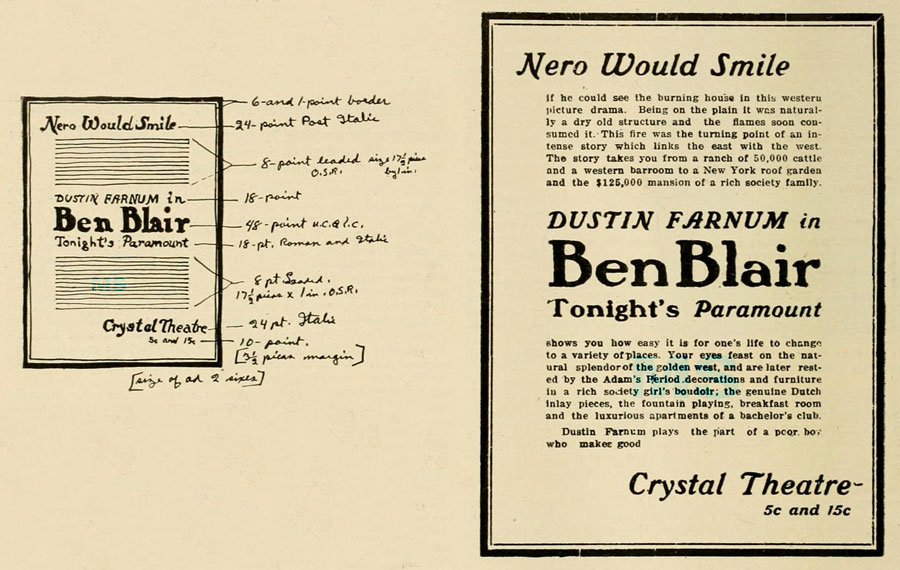 Nero Would Smile
DUSTIN FARNUM in
Ben Blair
Tonight's Paramount
Crystal Theatre
5c and 15c
6-and 1-point border
24-point Post Italic
8-point leaded size 17½ pica
O.S.R. by 1 in.
18-point
48-point u.c.& l.c.
18-pt. Roman and Italic
8 pt leaded.
17½ picas x 1 in. O.S.R.
24 pt. Italic
10-point.
[3½ picas margin]
[size of ad 2 sixes]
Nero Would Smile
if he could see the burning house in this western
picture drama. Being on the plain it was natural-
ly a dry old structure and the flames soon con-
sumed it. This fire was the turning point of an in-
tense story which links the east with the west.
The story takes you from a ranch of 50,000 cattle
and a western barroom to a New York roof garden
and the $125,000 mansion of a rich society family.
DUSTIN FARNUM in
Ben Blair
Tonight's Paramount
shows you how easy it is for one's life to change
to a variety of places. Your eyes feast on the nat-
ural splendor of the golden west, and are later rest-
ed by the Adam's Period decorations and furniture
in a rich society girl's boudoir; the genuine Dutch
inlay pieces, the fountain playing, breakfast room
and the luxurious apartments of a bachelor's club.
Dustin Farnum plays the part of a poor boy
who makes good
Crystal Theatre-
5c and 15c